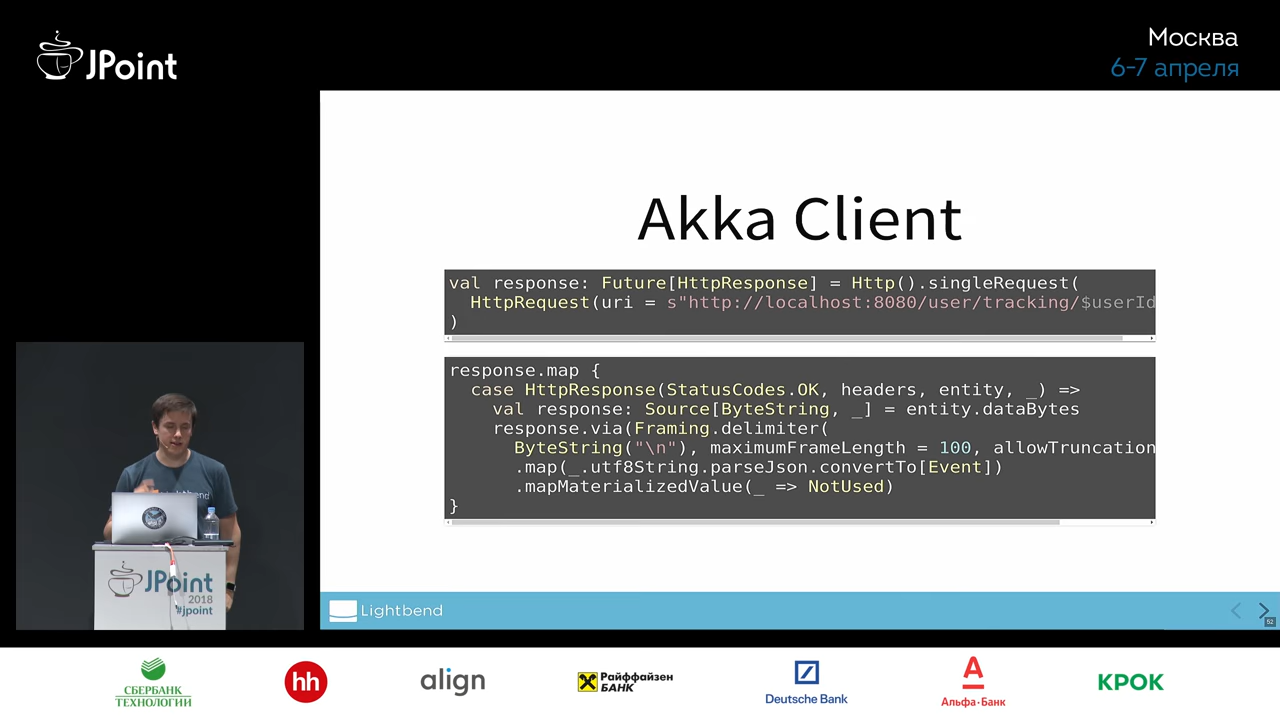 JPoint
Москва
6-7 апреля
Akka Client
val response: Future[HttpResponse] = Http().singleRequest(
  HttpRequest(uri = s"http://localhost:8080/user/tracking/$userId
)
response.map {
  case HttpResponse(StatusCodes.OK, headers, entity, _) =>
    val response: Source[ByteString, _] = entity.dataBytes
    response.via(Framing.delimiter(
      ByteString("\n"), maximumFrameLength = 100, allowTruncation
      .map(_.utf8String.parseJson.convertTo[Event])
      .mapMaterializedValue(_ => NotUsed)
}
JPoint
2018
#jpoint
Lightbend
52
СБЕРБАНК
ТЕХНОЛОГИИ
hh
align
Райффайзен
БАНК
Deutsche Bank
А
Альфа·Банк
КРОК